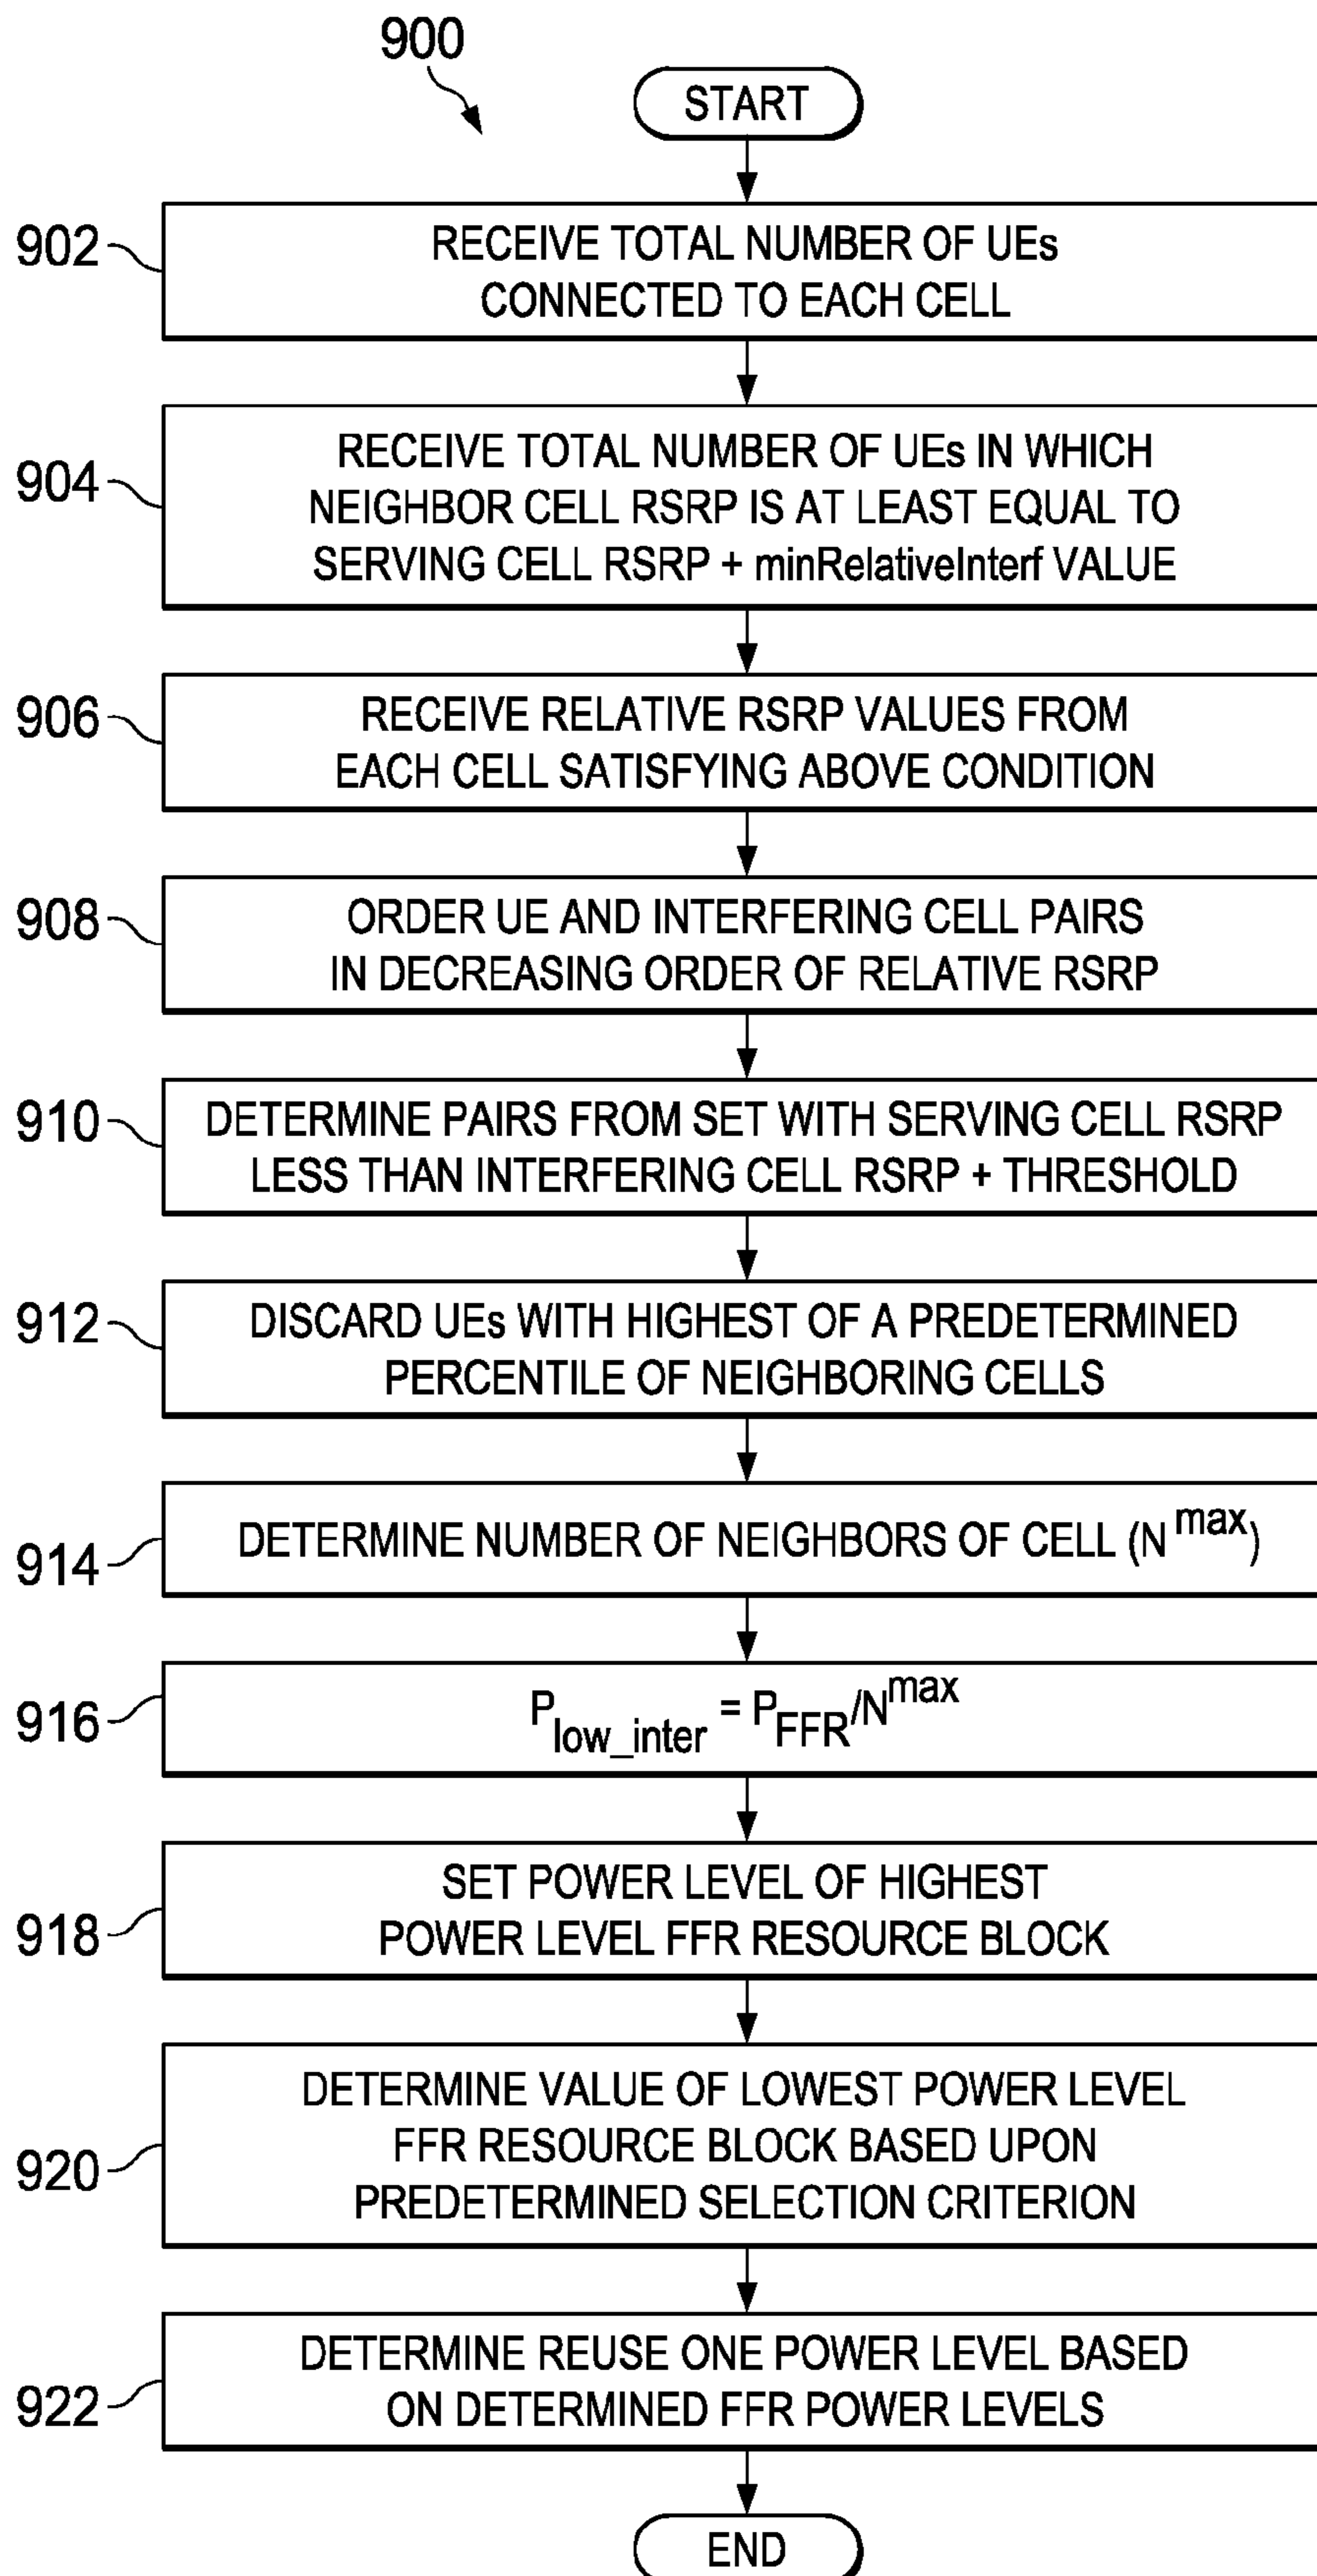 900
START
902
RECEIVE TOTAL NUMBER OF UEs
CONNECTED TO EACH CELL
904
RECEIVE TOTAL NUMBER OF UEs IN WHICH
NEIGHBOR CELL RSRP IS AT LEAST EQUAL TO
SERVING CELL RSRP + minRelativeInterf VALUE
906
RECEIVE RELATIVE RSRP VALUES FROM
EACH CELL SATISFYING ABOVE CONDITION
908
ORDER UE AND INTERFERING CELL PAIRS
IN DECREASING ORDER OF RELATIVE RSRP
910
DETERMINE PAIRS FROM SET WITH SERVING CELL RSRP
LESS THAN INTERFERING CELL RSRP + THRESHOLD
912
DISCARD UEs WITH HIGHEST OF A PREDETERMINED
PERCENTILE OF NEIGHBORING CELLS
914
DETERMINE NUMBER OF NEIGHBORS OF CELL (N^max)
916
P_low_inter = P_FFR/N^max
918
SET POWER LEVEL OF HIGHEST
POWER LEVEL FFR RESOURCE BLOCK
920
DETERMINE VALUE OF LOWEST POWER LEVEL
FFR RESOURCE BLOCK BASED UPON
PREDETERMINED SELECTION CRITERION
922
DETERMINE REUSE ONE POWER LEVEL BASED
ON DETERMINED FFR POWER LEVELS
END